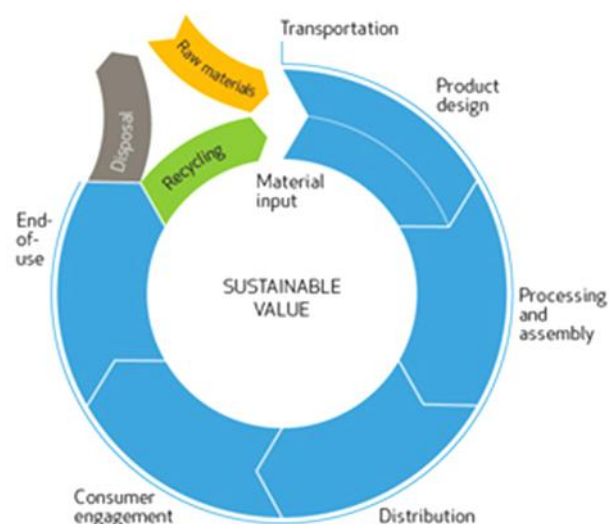 Transportation
Raw materials
Product
design
Disposal
Recycling
Material
input
End-
of-
use
SUSTAINABLE
VALUE
Processing
and
assembly
Consumer
engagement
Distribution